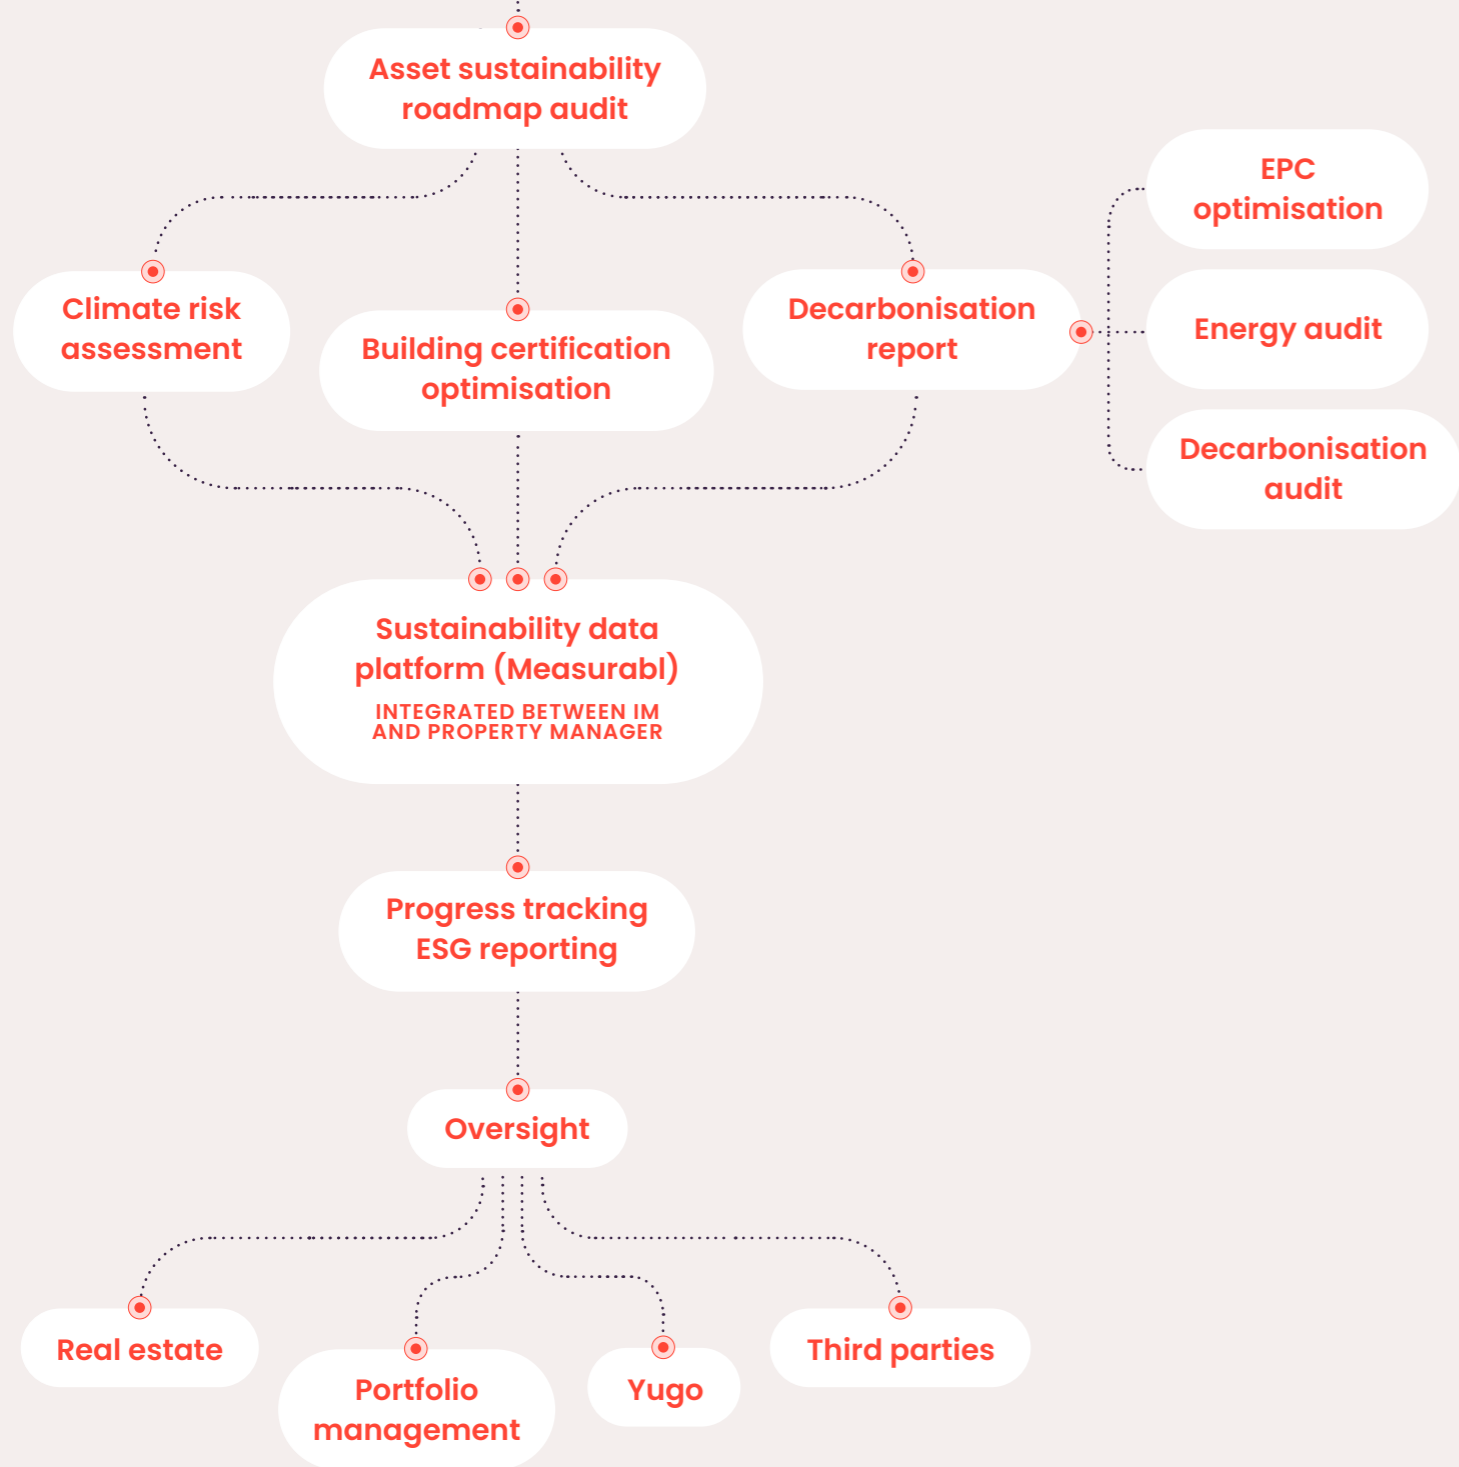 Asset sustainability
roadmap audit
EPC
optimisation
Climate risk
assessment
Building certification
optimisation
Decarbonisation
report
Energy audit
Decarbonisation
audit
Sustainability data
platform (Measurabl)
INTEGRATED BETWEEN IM
AND PROPERTY MANAGER
Progress tracking
ESG reporting
Oversight
Real estate
Portfolio
management
Yugo
Third parties